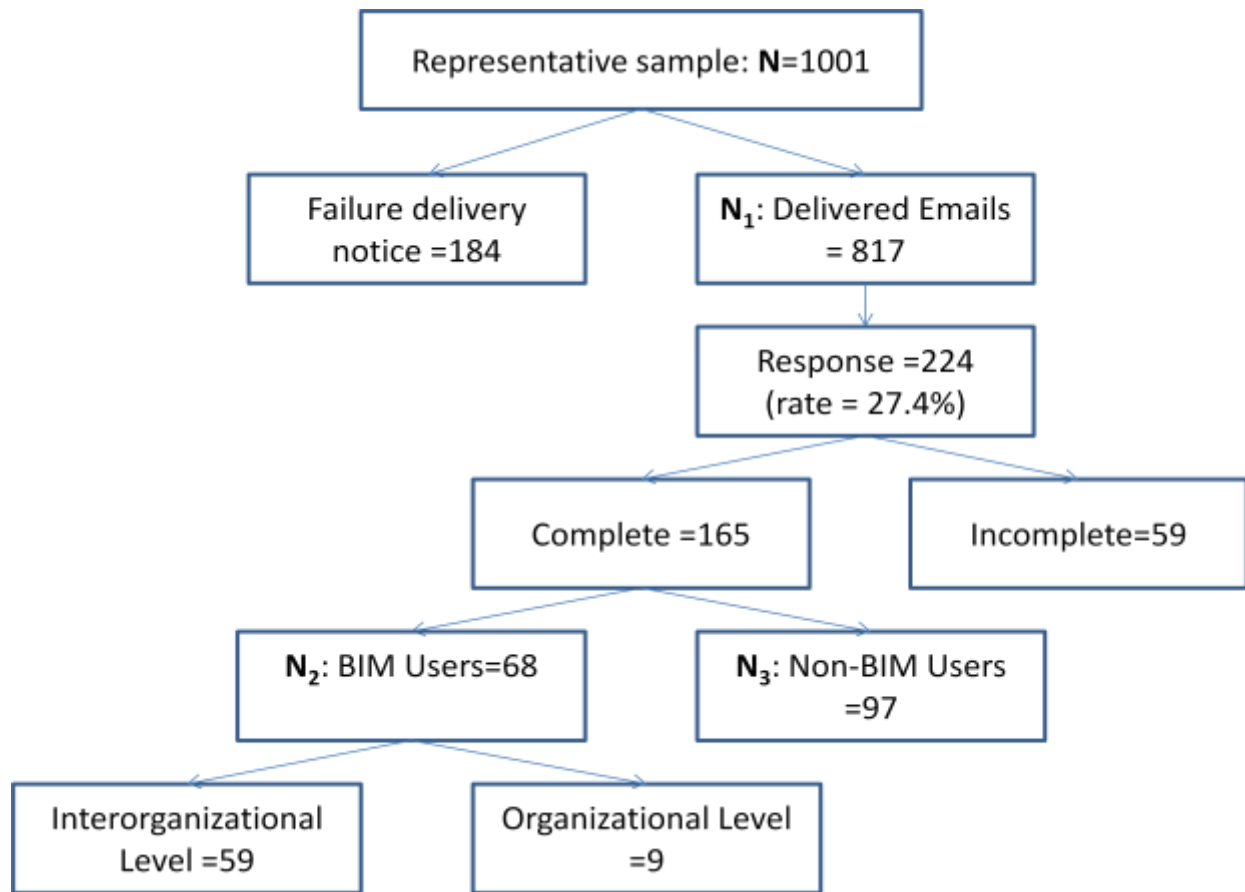 Representative sample: N=1001
Failure delivery
notice =184
N₁: Delivered Emails
= 817
Response =224
(rate = 27.4%)
Complete =165
Incomplete=59
N₂: BIM Users=68
N₃: Non-BIM Users
=97
Interorganizational
Level =59
Organizational Level
=9